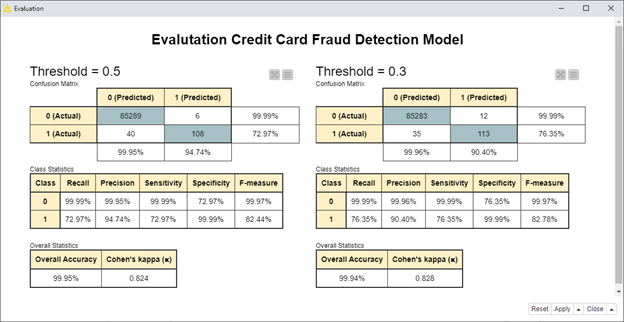 Evaluation
Evalutation Credit Card Fraud Detection Model
Threshold = 0.5
Confusion Matrix
0 (Predicted) 1 (Predicted)
0 (Actual) 85289 6 99.99%
1 (Actual) 40 108 72.97%
99.95% 94.74%
Class Statistics
Class Recall Precision Sensitivity Specificity F-measure
0 99.99% 99.95% 99.99% 72.97% 99.97%
1 72.97% 94.74% 72.97% 99.99% 82.44%
Overall Statistics
Overall Accuracy Cohen's kappa (κ)
99.95% 0.824
Threshold = 0.3
Confusion Matrix
0 (Predicted) 1 (Predicted)
0 (Actual) 85283 12 99.99%
1 (Actual) 35 113 76.35%
99.96% 90.40%
Class Statistics
Class Recall Precision Sensitivity Specificity F-measure
0 99.99% 99.96% 99.99% 76.35% 99.97%
1 76.35% 90.40% 76.35% 99.99% 82.78%
Overall Statistics
Overall Accuracy Cohen's kappa (κ)
99.94% 0.828
Reset Apply Close